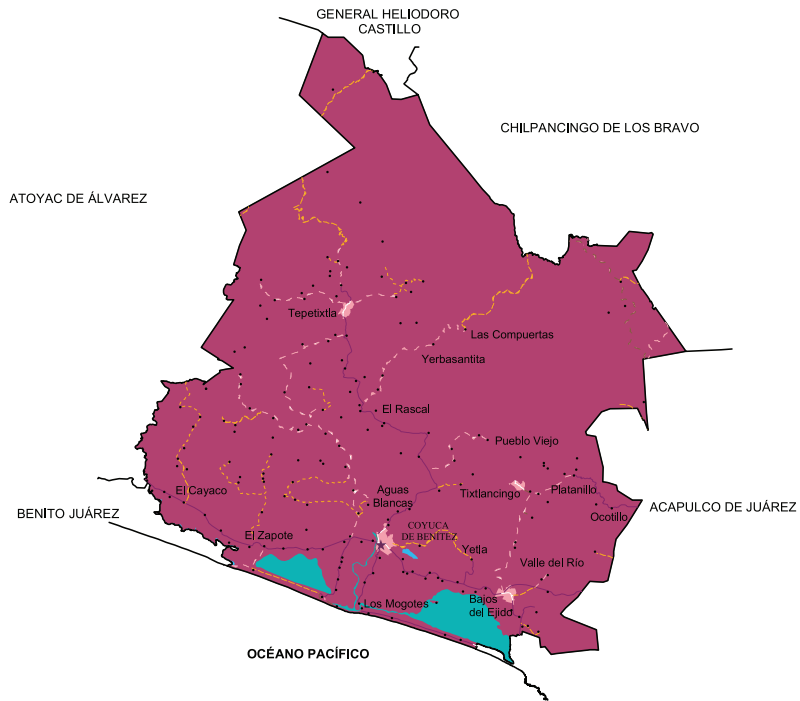 GENERAL HELIODORO
CASTILLO
CHILPANCINGO DE LOS BRAVO
ATOYAC DE ÁLVAREZ
Tepetixtla
Las Compuertas
Yerbasantita
El Rascal
Pueblo Viejo
El Cayaco
Aguas
Blancas
Tixtlancingo
Platanillo
BENITO JUÁREZ
ACAPULCO DE JUÁREZ
Ocotillo
El Zapote
COYUCA
DE BENÍTEZ
Yetla
Valle del Río
Los Mogotes
Bajos
del Ejido
OCÉANO PACÍFICO